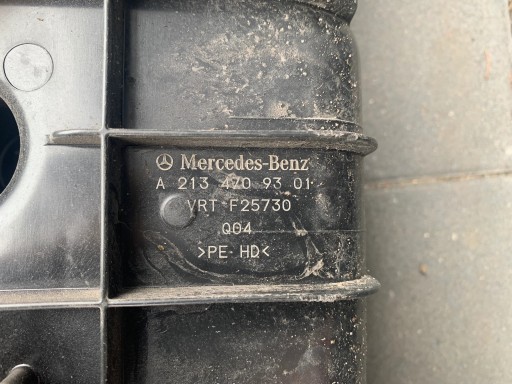 Mercedes-Benz
A 213 470 93 01
VRT F25730
Q04
>PE HD<